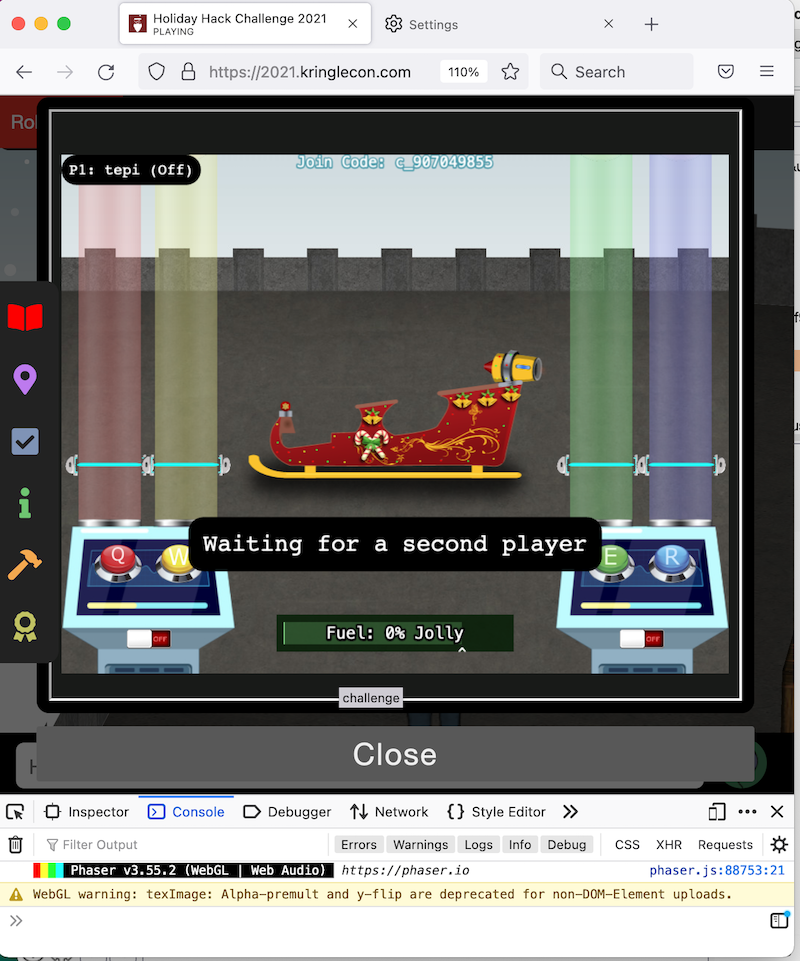 Holiday Hack Challenge 2021
PLAYING
Settings
https://2021.kringlecon.com
110%
Search
Rol
P1: tepi (Off)
Join Code: c_907049855
Q
W
E
R
Waiting for a second player
OFF
OFF
Fuel: 0% Jolly
challenge
Close
Inspector
Console
Debugger
Network
Style Editor
Filter Output
Errors
Warnings
Logs
Info
Debug
CSS
XHR
Requests
Phaser v3.55.2 (WebGL | Web Audio) https://phaser.io
phaser.js:88753:21
WebGL warning: texImage: Alpha-premult and y-flip are deprecated for non-DOM-Element uploads.